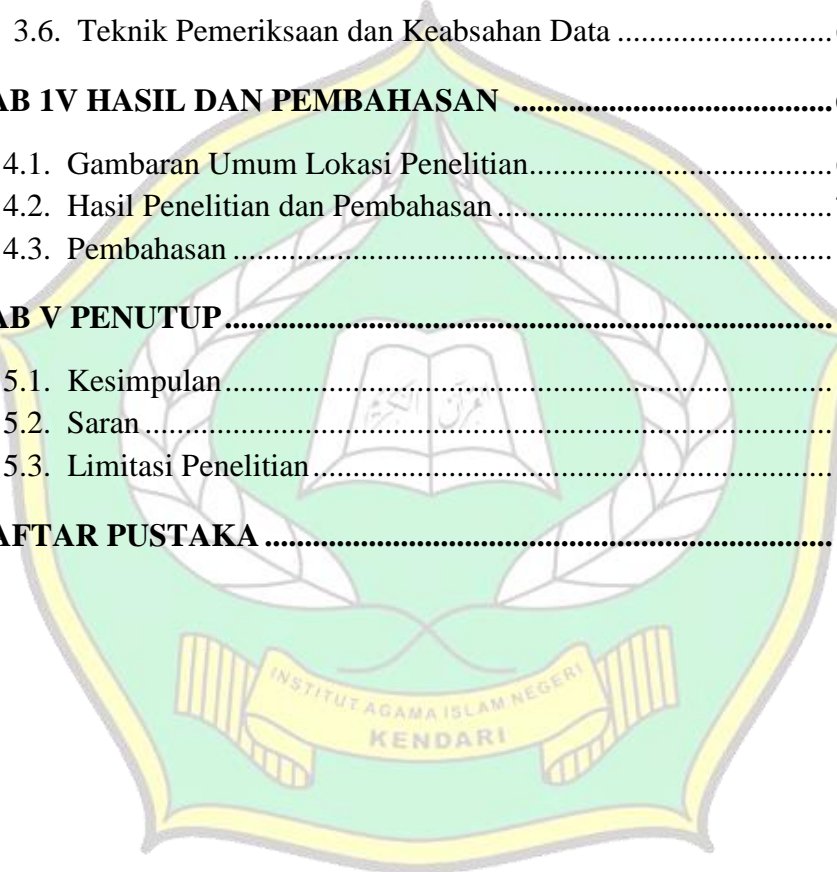 3.6. Teknik Pemeriksaan dan Keabsahan Data ........................
AB 1V HASIL DAN PEMBAHASAN ....................................
4.1. Gambaran Umum Lokasi Penelitian..................................
4.2. Hasil Penelitian dan Pembahasan ......................................
4.3. Pembahasan ....................................................................
AB V PENUTUP ....................................................................
5.1. Kesimpulan.....................................................................
5.2. Saran ..............................................................................
5.3. Limitasi Penelitian...........................................................
AFTAR PUSTAKA ...............................................................
INSTITUT AGAMA ISLAM NEGERI
KENDARI